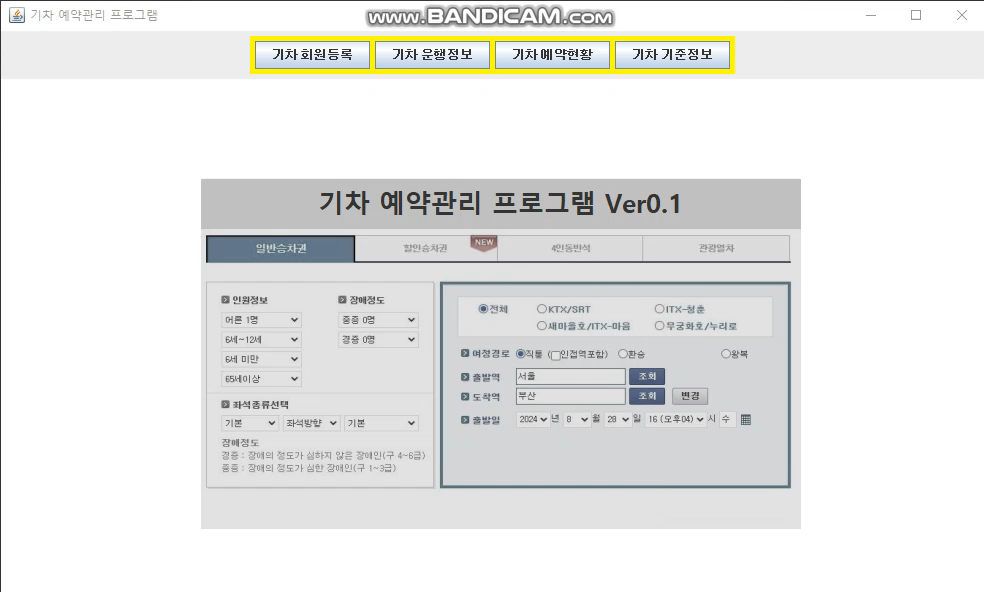 기차 예약관리 프로그램
www.BANDICAM.com
기차 회원등록 기차 운행정보 기차 예약현황 기차 기준정보
기차 예약관리 프로그램 Ver0.1
일반승차권 할인승차권 NEW 4인동반석 관광열차
인원정보 장애정도
어른 1명 중증 0명
6세~12세 경증 0명
6세 미만
65세이상
좌석종류선택
기본 좌석방향 기본
장애정도
경증 : 장애의 정도가 심하지 않은 장애인(구 4~6급)
중증 : 장애의 정도가 심한 장애인(구 1~3급)
전체 KTX/SRT ITX-청춘
새마을호/ITX-마음 무궁화호/누리로
여정경로 직통 (인접역포함) 환승 왕복
출발역 서울 조회
도착역 부산 조회 변경
출발일 2024 년 8 월 28 일 16 (오후04) 시 수